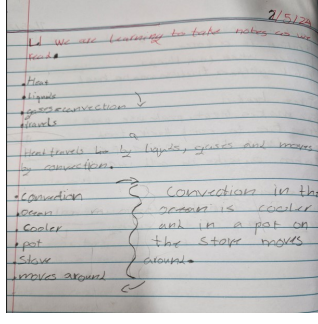 2/5/24
LI We are learning to take notes as we
read.
• Heat
• Liquids
• gases convection
• travels
Heat travels by liquids, gases and moves
by convection.
• convection
• ocean
• cooler
• pot
• Stove
• moves around
Convection in the
ocean is cooler
and in a pot on
the stove moves
around.